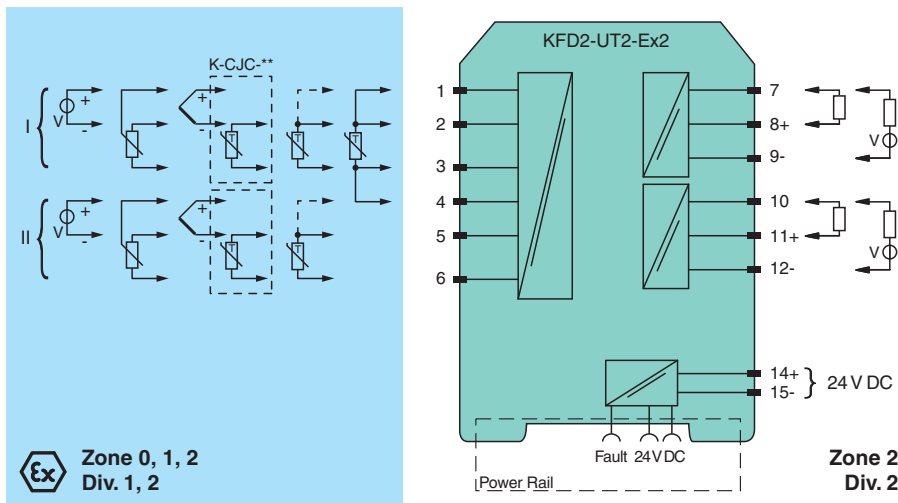 KFD2-UT2-Ex2
K-CJC-**
I
+
V
-
+
-
T
T
T
II
+
V
-
+
-
T
T
1
2
3
4
5
6
7
8+
9-
10
11+
12-
V
V
14+
15-
24 V DC
Fault 24 V DC
Power Rail
Ex
Zone 0, 1, 2
Div. 1, 2
Zone 2
Div. 2